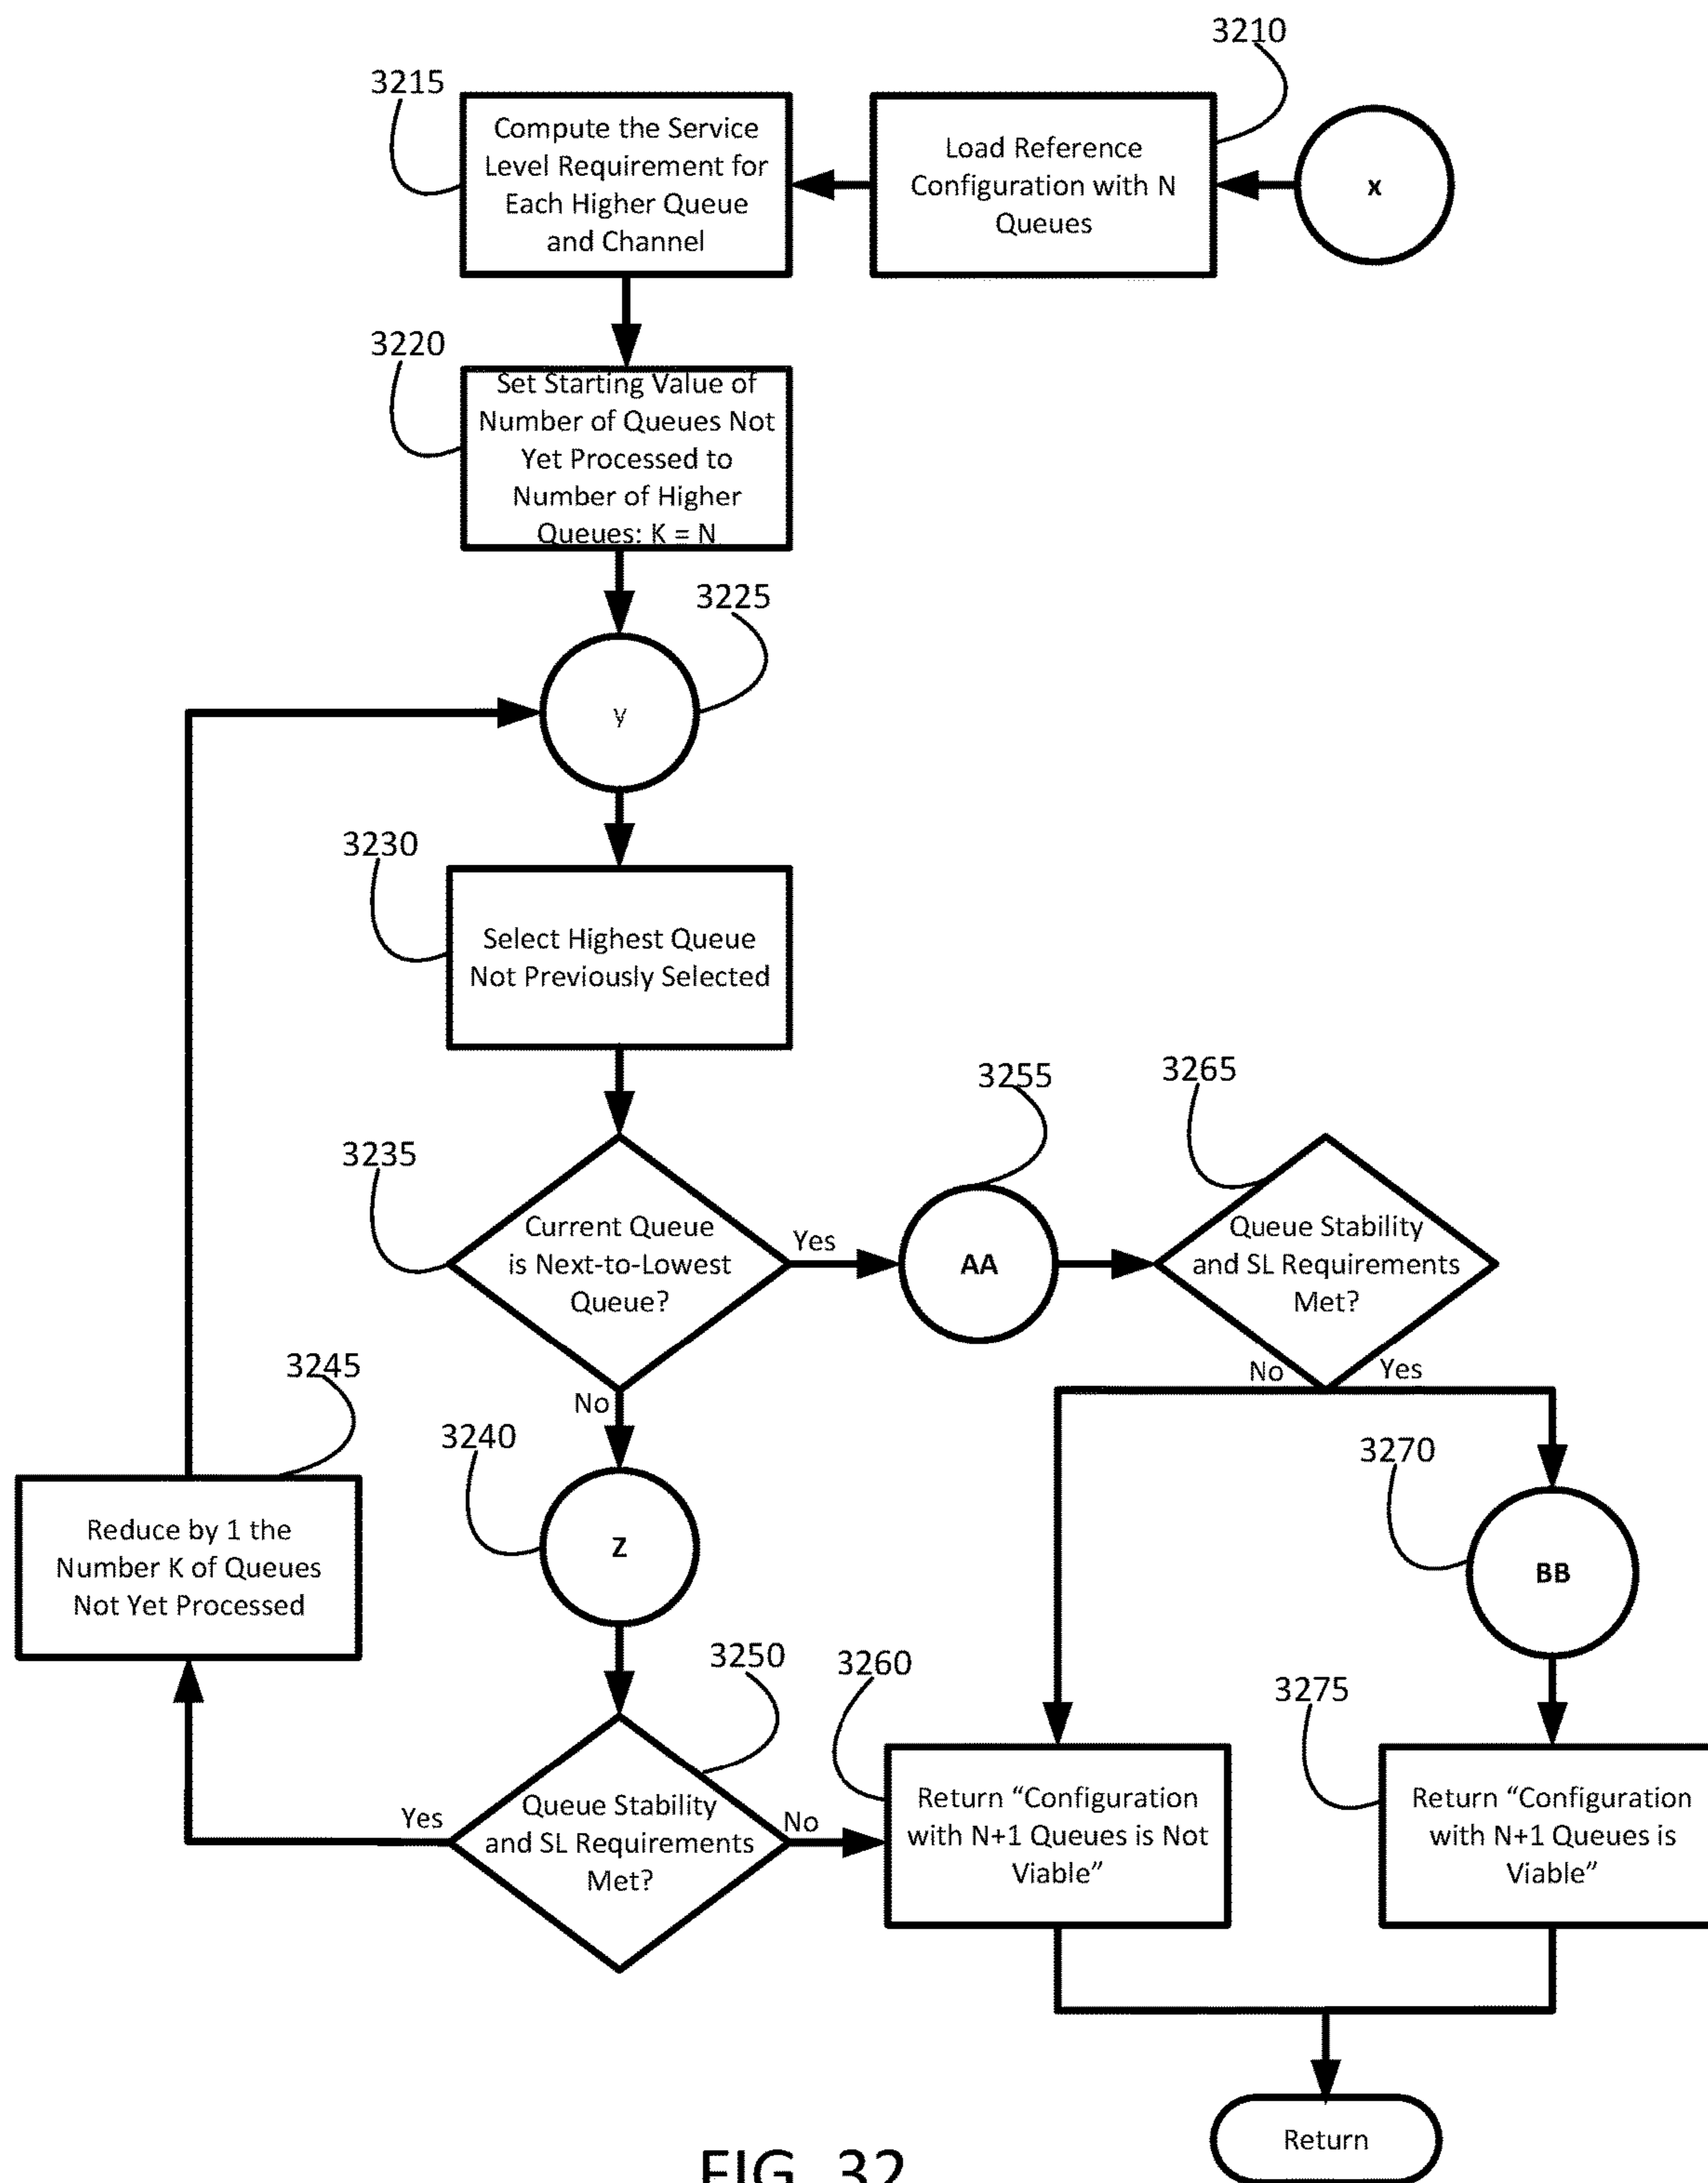 3210
3215
Compute the Service
Level Requirement for
Each Higher Queue
and Channel
Load Reference
Configuration with N
Queues
x
3220
Set Starting Value of
Number of Queues Not
Yet Processed to
Number of Higher
Queues: K = N
3225
y
3230
Select Highest Queue
Not Previously Selected
3255
3265
3235
Current Queue
is Next-to-Lowest
Queue?
Yes
AA
Queue Stability
and SL Requirements
Met?
No
Yes
No
3245
3240
3270
Reduce by 1 the
Number K of Queues
Not Yet Processed
Z
BB
3250
3260
3275
Yes
Queue Stability
and SL Requirements
Met?
No
Return “Configuration
with N+1 Queues is Not
Viable”
Return “Configuration
with N+1 Queues is
Viable”
Return
FIG. 32